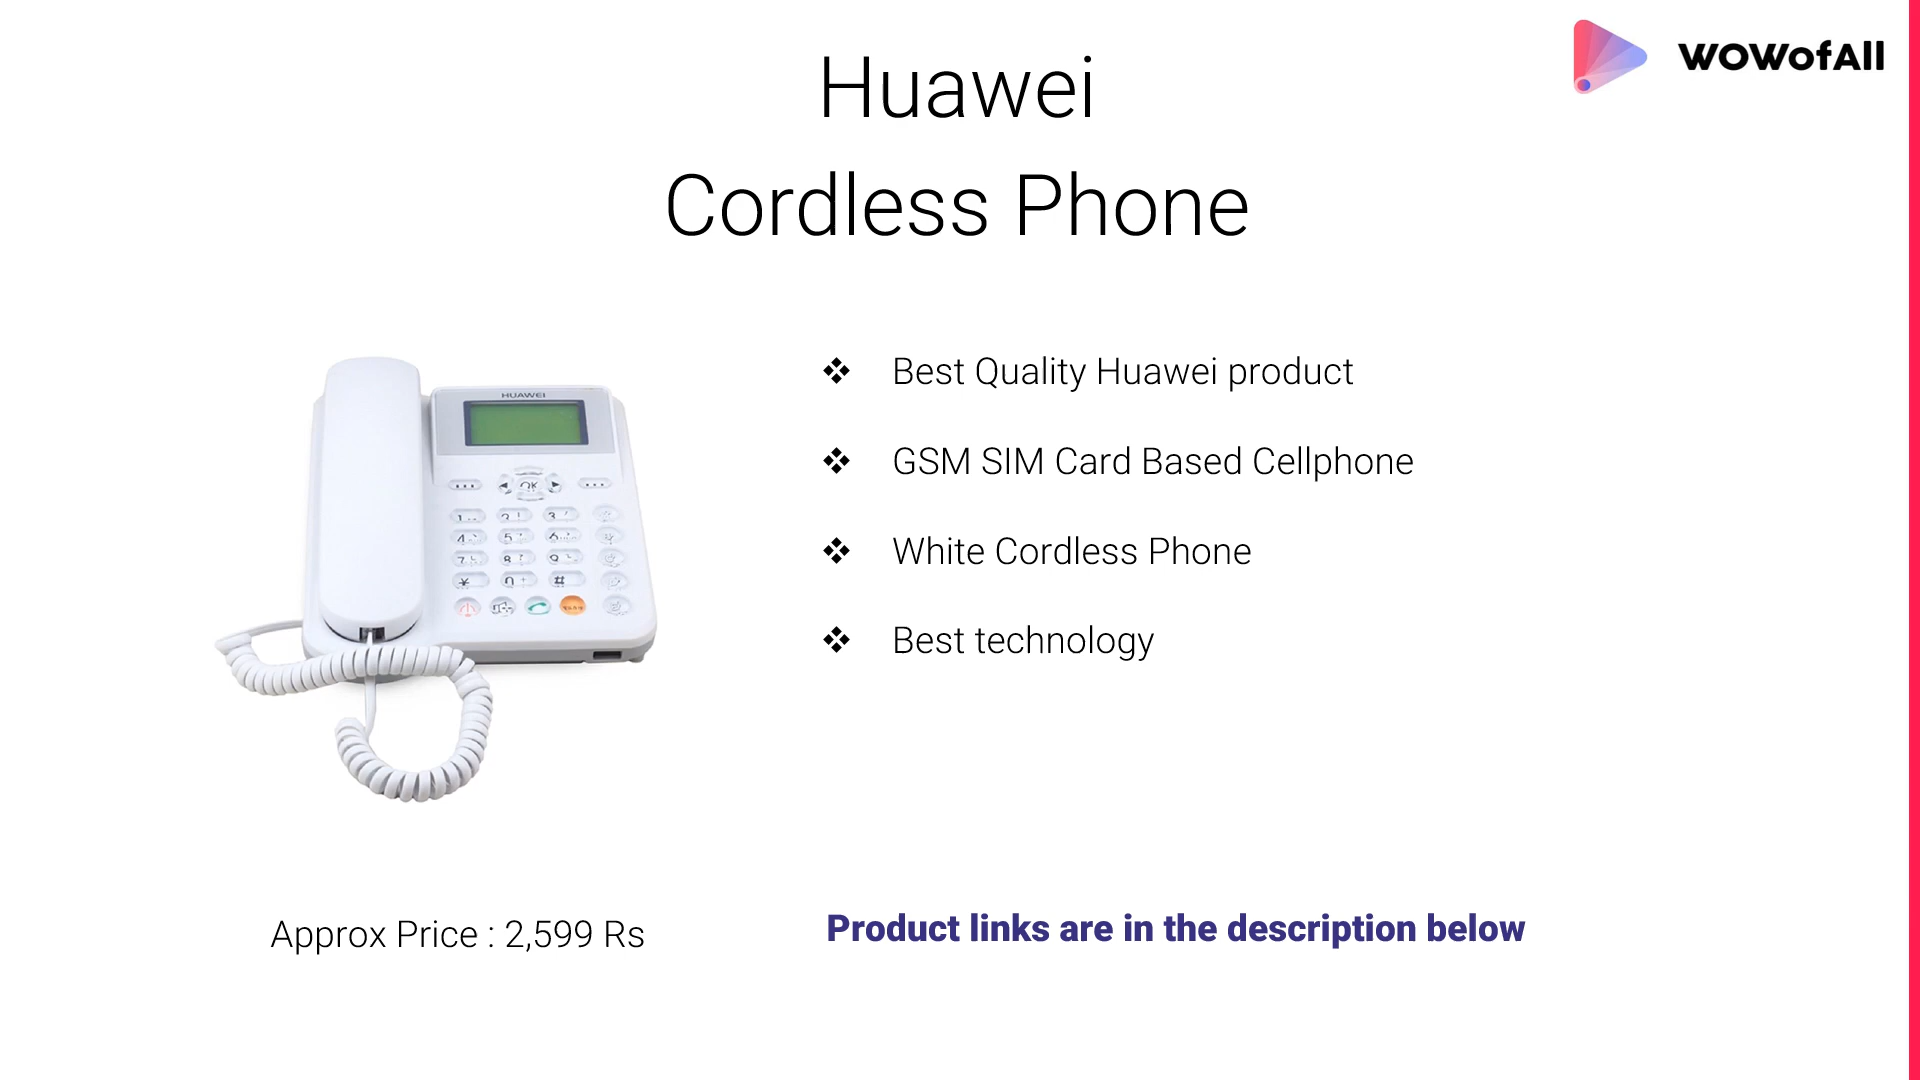 WOWofAll
Huawei
Cordless Phone
HUAWEI
OK
Best Quality Huawei product
GSM SIM Card Based Cellphone
White Cordless Phone
Best technology
Approx Price : 2,599 Rs
Product links are in the description below